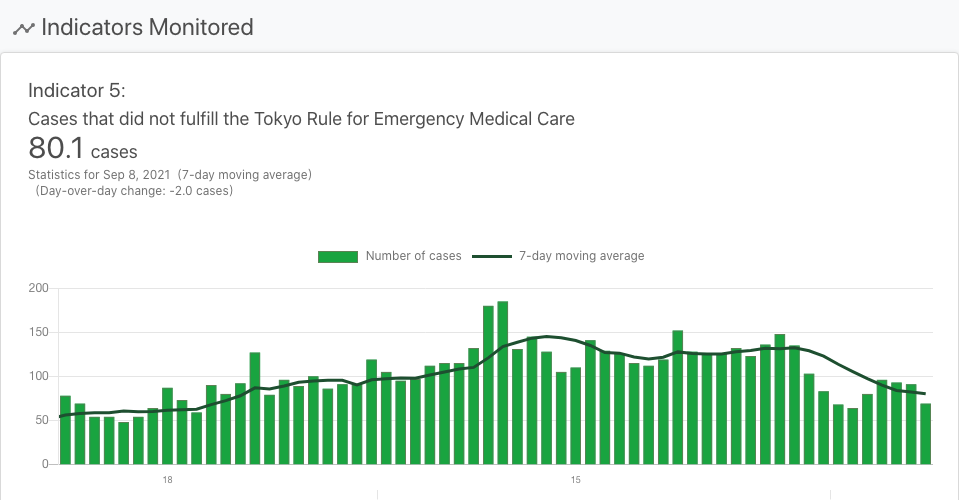 Indicators Monitored
Indicator 5:
Cases that did not fulfill the Tokyo Rule for Emergency Medical Care
80.1 cases
Statistics for Sep 8, 2021 (7-day moving average)
(Day-over-day change: -2.0 cases)
Number of cases 7-day moving average
200
150
100
50
0
18 15